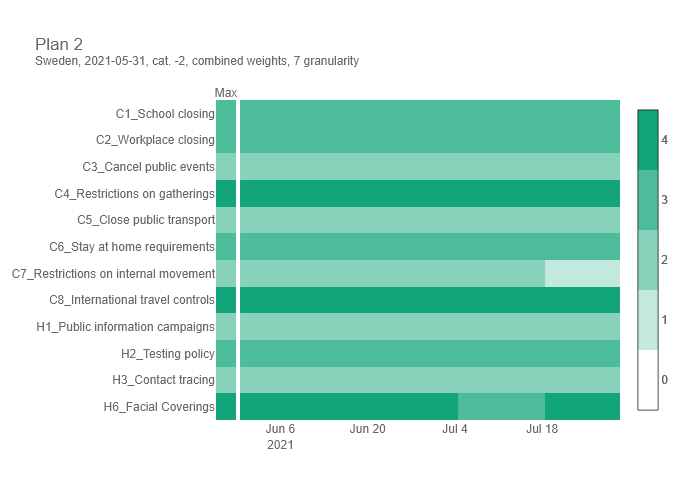 Plan 2
Sweden, 2021-05-31, cat. -2, combined weights, 7 granularity
Max
C1_School closing
C2_Workplace closing
C3_Cancel public events
C4_Restrictions on gatherings
C5_Close public transport
C6_Stay at home requirements
C7_Restrictions on internal movement
C8_International travel controls
H1_Public information campaigns
H2_Testing policy
H3_Contact tracing
H6_Facial Coverings
Jun 6 Jun 20 Jul 4 Jul 18
2021
4
3
2
1
0